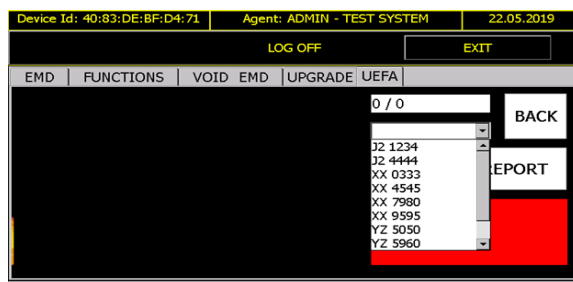 Device Id: 40:83:DE:BF:D4:71 Agent: ADMIN - TEST SYSTEM 22.05.2019
LOG OFF EXIT
EMD FUNCTIONS VOID EMD UPGRADE UEFA
0 / 0
BACK
J2 1234
J2 4444
XX 0333
EPORT
XX 4545
XX 7980
XX 9595
YZ 5050
YZ 5960